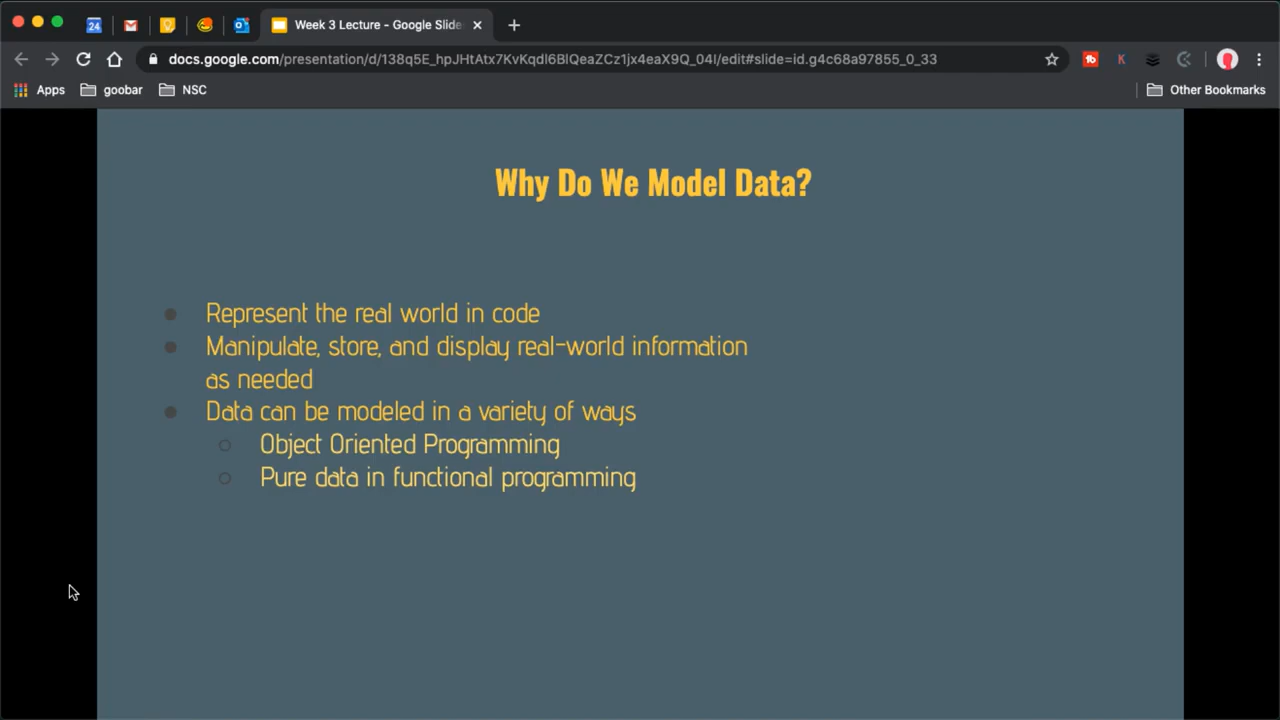 24
Week 3 Lecture - Google Slide
docs.google.com/presentation/d/138q5E_hpJHtAtx7KvKqdl6BlQeaZCz1jx4eaX9Q_04I/edit#slide=id.g4c68a97855_0_33
K
Apps
goobar
NSC
Other Bookmarks
Why Do We Model Data?
Represent the real world in code
Manipulate, store, and display real-world information
as needed
Data can be modeled in a variety of ways
Object Oriented Programming
Pure data in functional programming